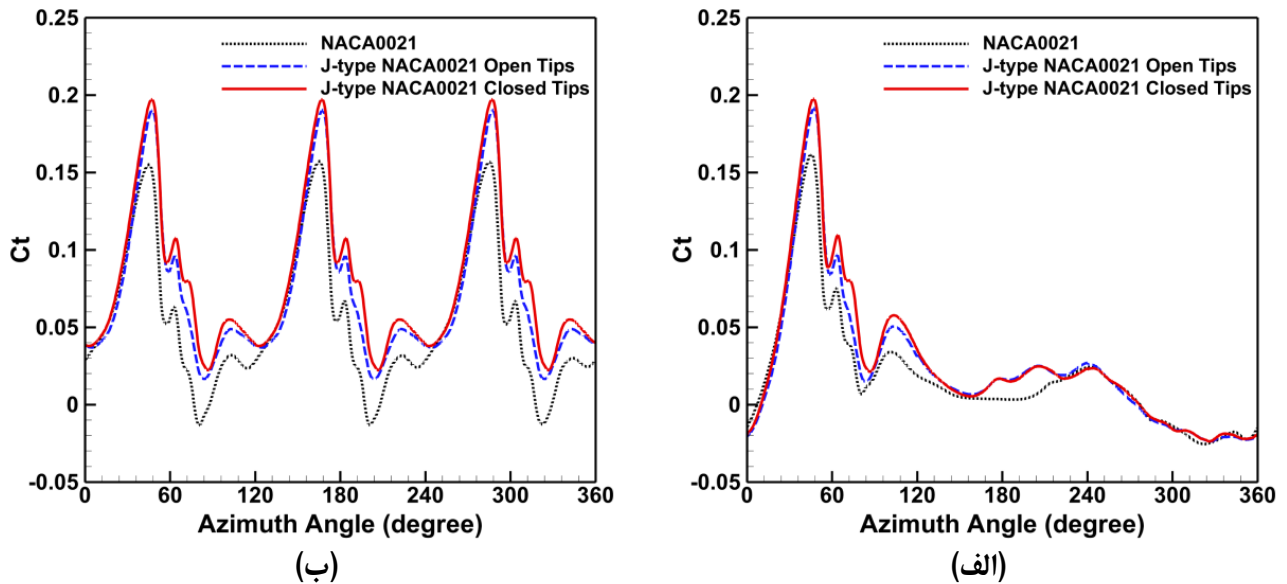 0.25
0.2
0.15
0.1
0.05
0
-0.05
Ct
NACA0021
J-type NACA0021 Open Tips
J-type NACA0021 Closed Tips
0 60 120 180 240 300 360
Azimuth Angle (degree)
(ب)
0.25
0.2
0.15
0.1
0.05
0
-0.05
Ct
NACA0021
J-type NACA0021 Open Tips
J-type NACA0021 Closed Tips
0 60 120 180 240 300 360
Azimuth Angle (degree)
(الف)